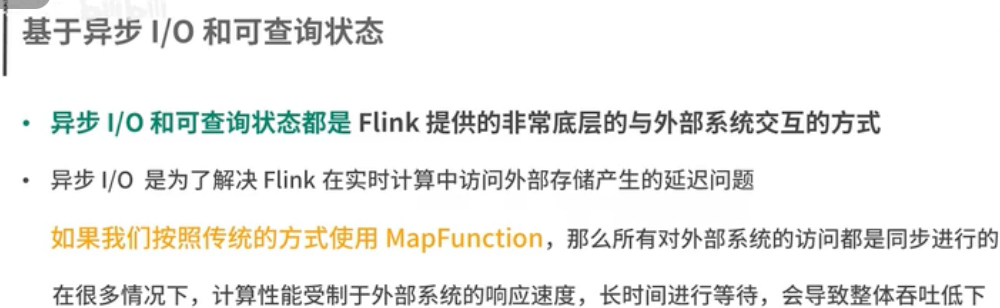 基于异步 I/O 和可查询状态
• 异步 I/O 和可查询状态都是 Flink 提供的非常底层的与外部系统交互的方式
• 异步 I/O 是为了解决 Flink 在实时计算中访问外部存储产生的延迟问题
如果我们按照传统的方式使用 MapFunction，那么所有对外部系统的访问都是同步进行的
在很多情况下，计算性能受制于外部系统的响应速度，长时间进行等待，会导致整体吞吐低下